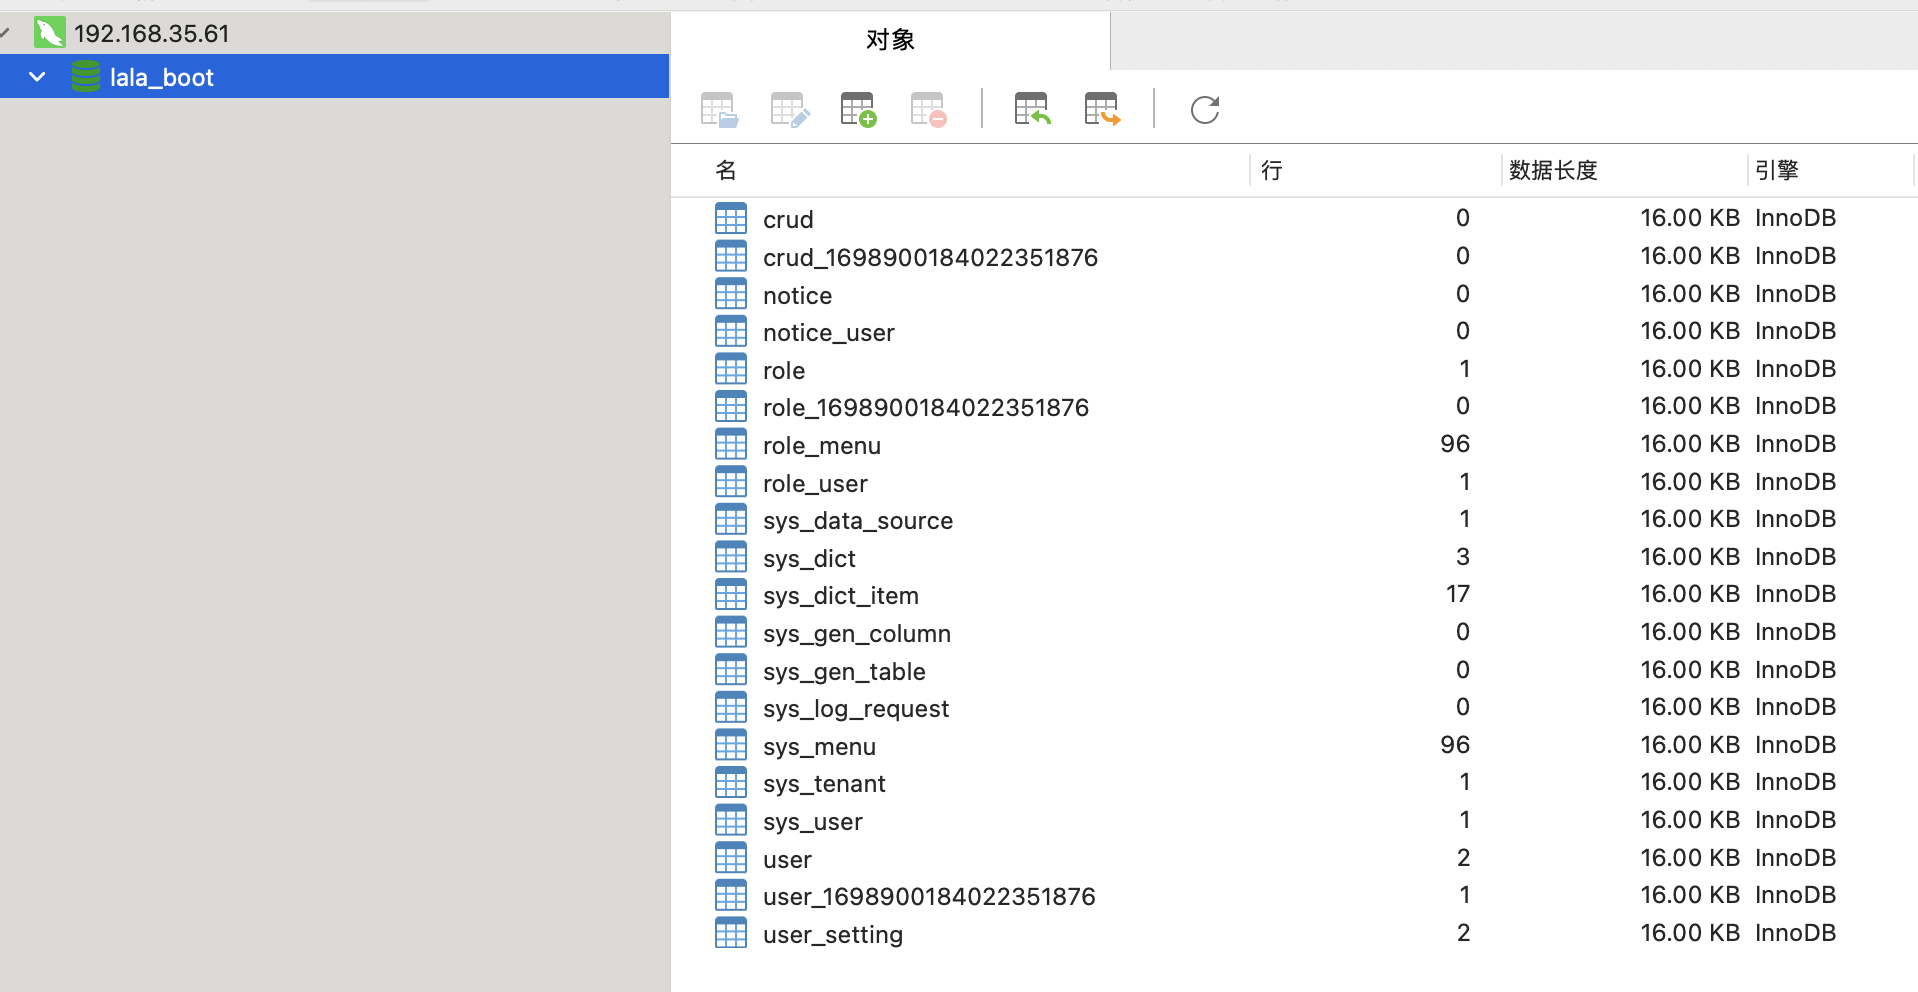 192.168.35.61
lala_boot
对象
名 行 数据长度 引擎
crud 0 16.00 KB InnoDB
crud_1698900184022351876 0 16.00 KB InnoDB
notice 0 16.00 KB InnoDB
notice_user 0 16.00 KB InnoDB
role 1 16.00 KB InnoDB
role_1698900184022351876 0 16.00 KB InnoDB
role_menu 96 16.00 KB InnoDB
role_user 1 16.00 KB InnoDB
sys_data_source 1 16.00 KB InnoDB
sys_dict 3 16.00 KB InnoDB
sys_dict_item 17 16.00 KB InnoDB
sys_gen_column 0 16.00 KB InnoDB
sys_gen_table 0 16.00 KB InnoDB
sys_log_request 0 16.00 KB InnoDB
sys_menu 96 16.00 KB InnoDB
sys_tenant 1 16.00 KB InnoDB
sys_user 1 16.00 KB InnoDB
user 2 16.00 KB InnoDB
user_1698900184022351876 1 16.00 KB InnoDB
user_setting 2 16.00 KB InnoDB